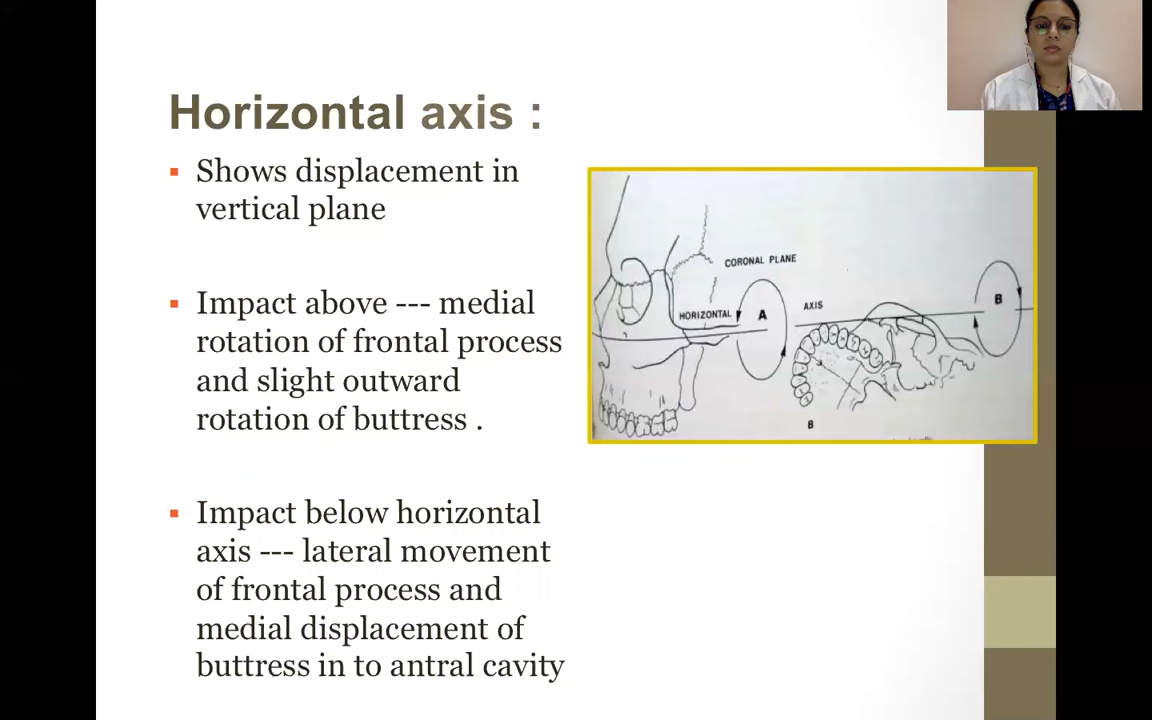 Horizontal axis :
▪ Shows displacement in
vertical plane
▪ Impact above --- medial
rotation of frontal process
and slight outward
rotation of buttress .
▪ Impact below horizontal
axis --- lateral movement
of frontal process and
medial displacement of
buttress in to antral cavity
CORONAL PLANE
HORIZONTAL
A
AXIS
B
B